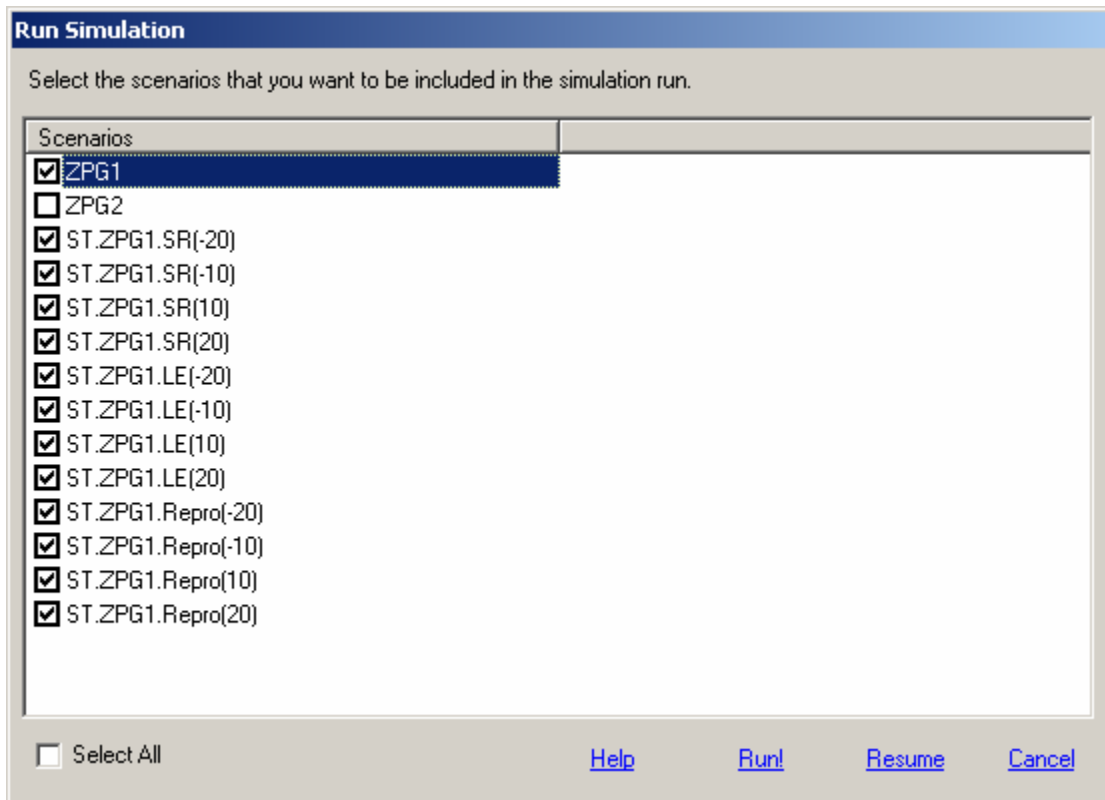 Run Simulation
Select the scenarios that you want to be included in the simulation run.
Scenarios
ZPG1
ZPG2
ST.ZPG1.SR(-20)
ST.ZPG1.SR(-10)
ST.ZPG1.SR(10)
ST.ZPG1.SR(20)
ST.ZPG1.LE(-20)
ST.ZPG1.LE(-10)
ST.ZPG1.LE(10)
ST.ZPG1.LE(20)
ST.ZPG1.Repro(-20)
ST.ZPG1.Repro(-10)
ST.ZPG1.Repro(10)
ST.ZPG1.Repro(20)
Select All Help Run! Resume Cancel